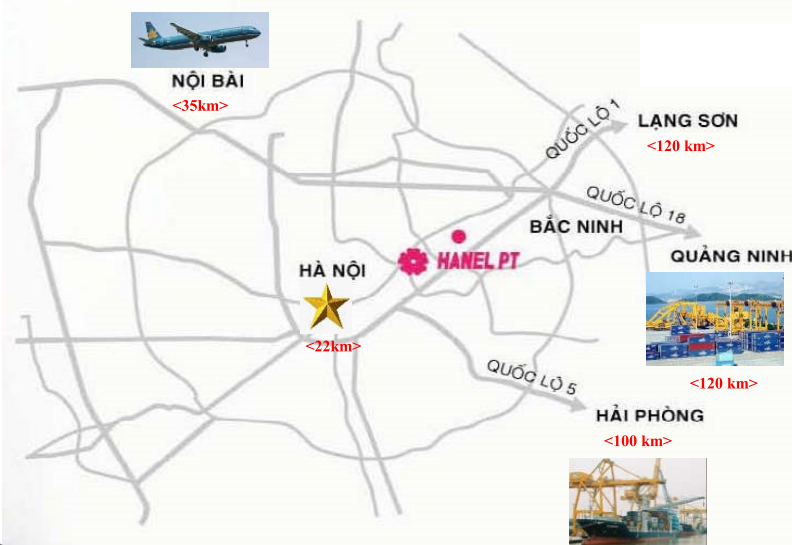 NỘI BÀI
<35km>
QUỐC LỘ 1
LẠNG SƠN
<120 km>
QUỐC LỘ 18
BẮC NINH
QUẢNG NINH
HANEL PT
HÀ NỘI
<22km>
<120 km>
QUỐC LỘ 5
HẢI PHÒNG
<100 km>